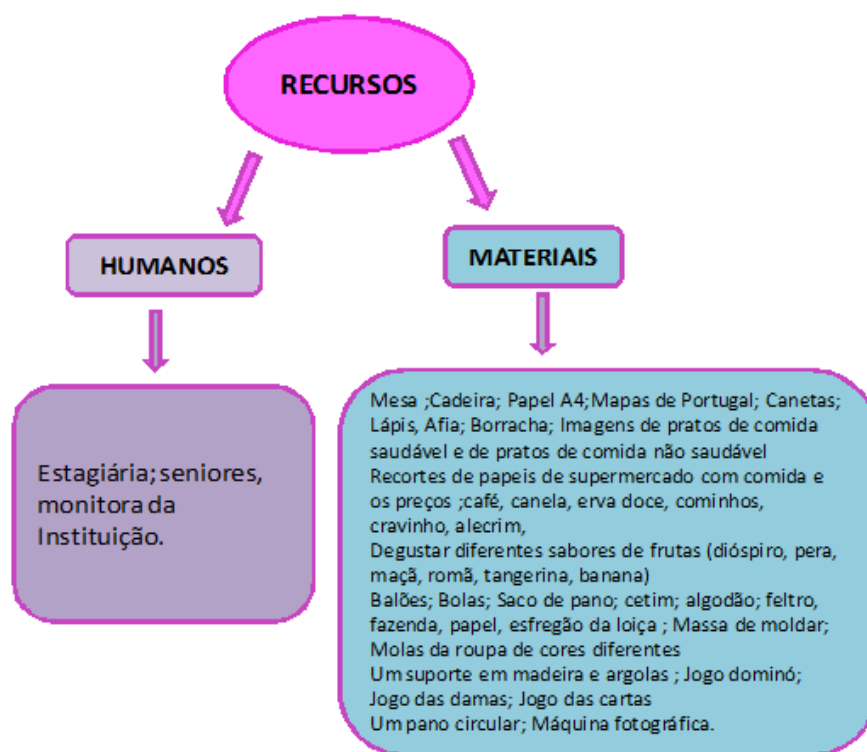 RECURSOS
HUMANOS
MATERIAIS
Estagiária; seniores,
monitora da
Instituição.
Mesa ;Cadeira; Papel A4;Mapas de Portugal; Canetas;
Lápis, Afia; Borracha; Imagens de pratos de comida
saudável e de pratos de comida não saudável
Recortes de papeis de supermercado com comida e
os preços ;café, canela, erva doce, cominhos,
cravinho, alecrim,
Degustar diferentes sabores de frutas (dióspiro, pera,
maçã, romã, tangerina, banana)
Balões; Bolas; Saco de pano; cetim; algodão; feltro,
fazenda, papel, esfregão da loiça ; Massa de moldar;
Molas da roupa de cores diferentes
Um suporte em madeira e argolas ; Jogo dominó;
Jogo das damas; Jogo das cartas
Um pano circular; Máquina fotográfica.